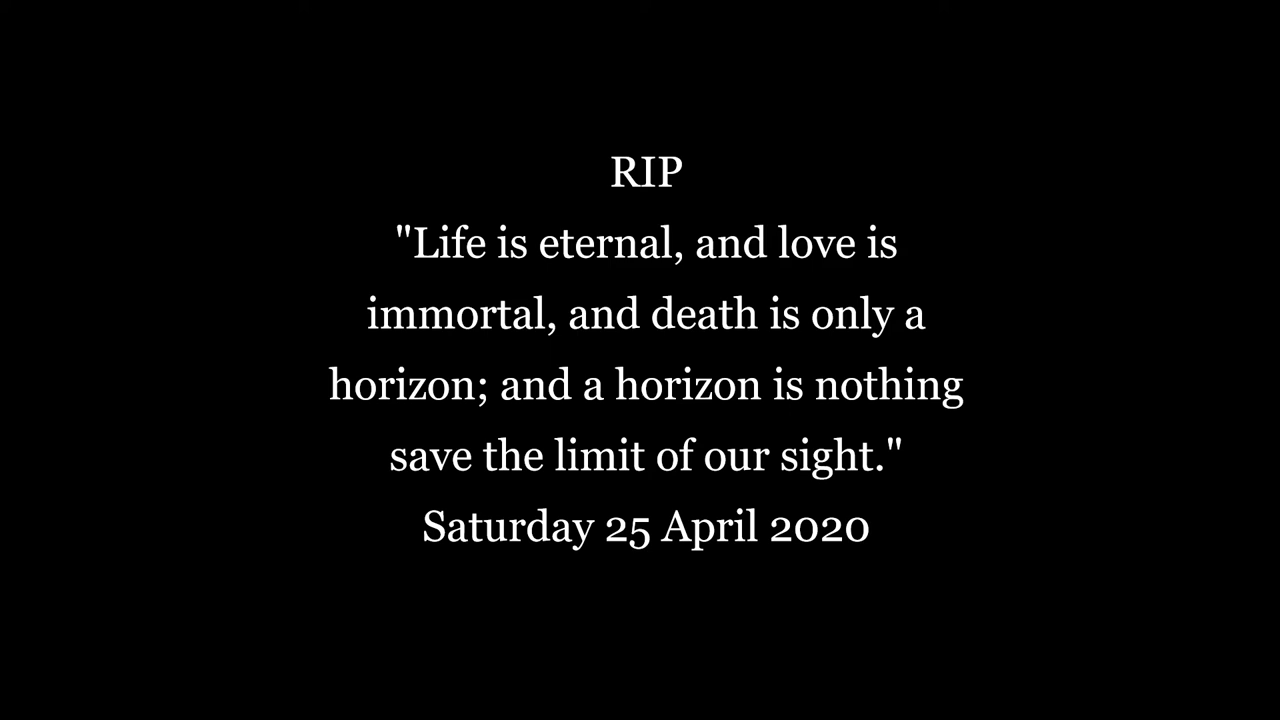 RIP
"Life is eternal, and love is
immortal, and death is only a
horizon; and a horizon is nothing
save the limit of our sight."
Saturday 25 April 2020